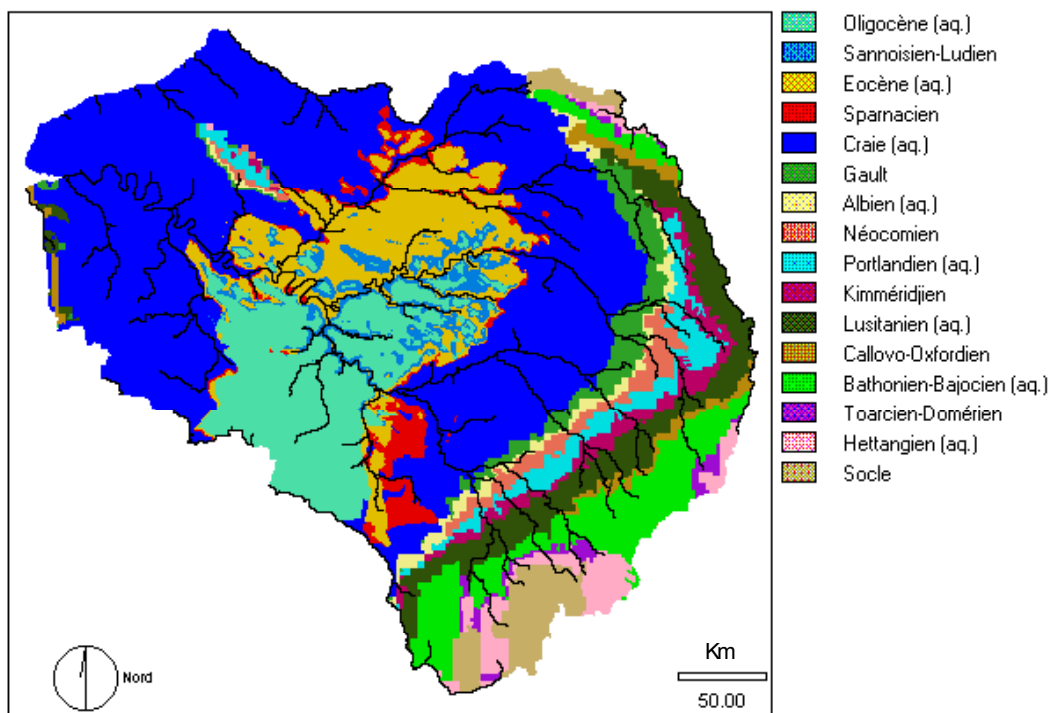 Oligocène (aq.)
Sannoisien-Ludien
Eocène (aq.)
Sparnacien
Craie (aq.)
Gault
Albien (aq.)
Néocomien
Portlandien (aq.)
Kimméridjien
Lusitanien (aq.)
Callovo-Oxfordien
Bathonien-Bajocien (aq.)
Toarcien-Domérien
Hettangien (aq.)
Socle
Nord
Km
50.00